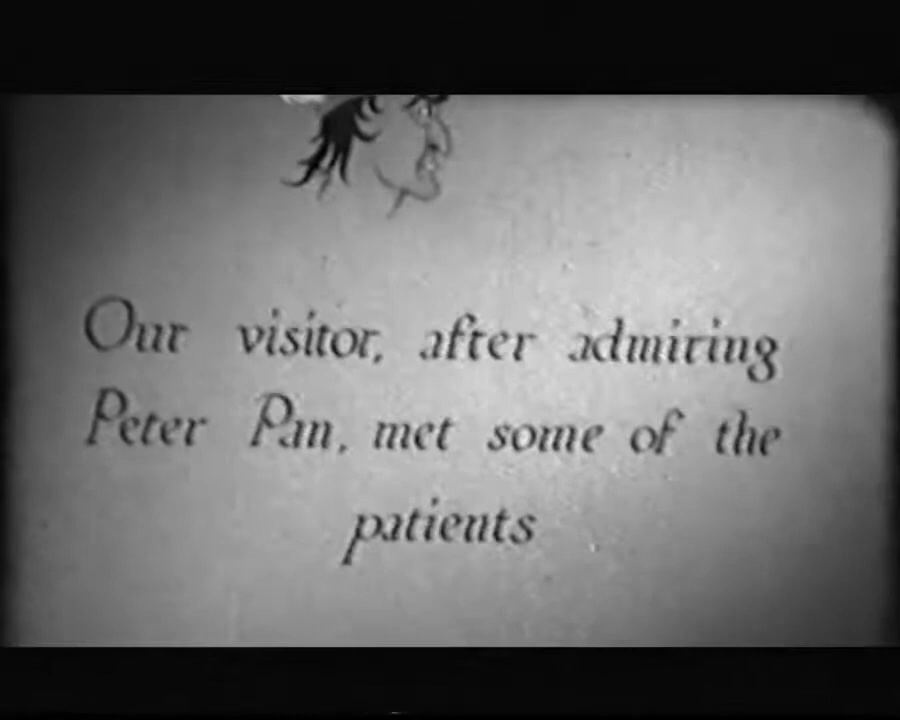 Our visitor, after admiring
Peter Pan, met some of the
patients